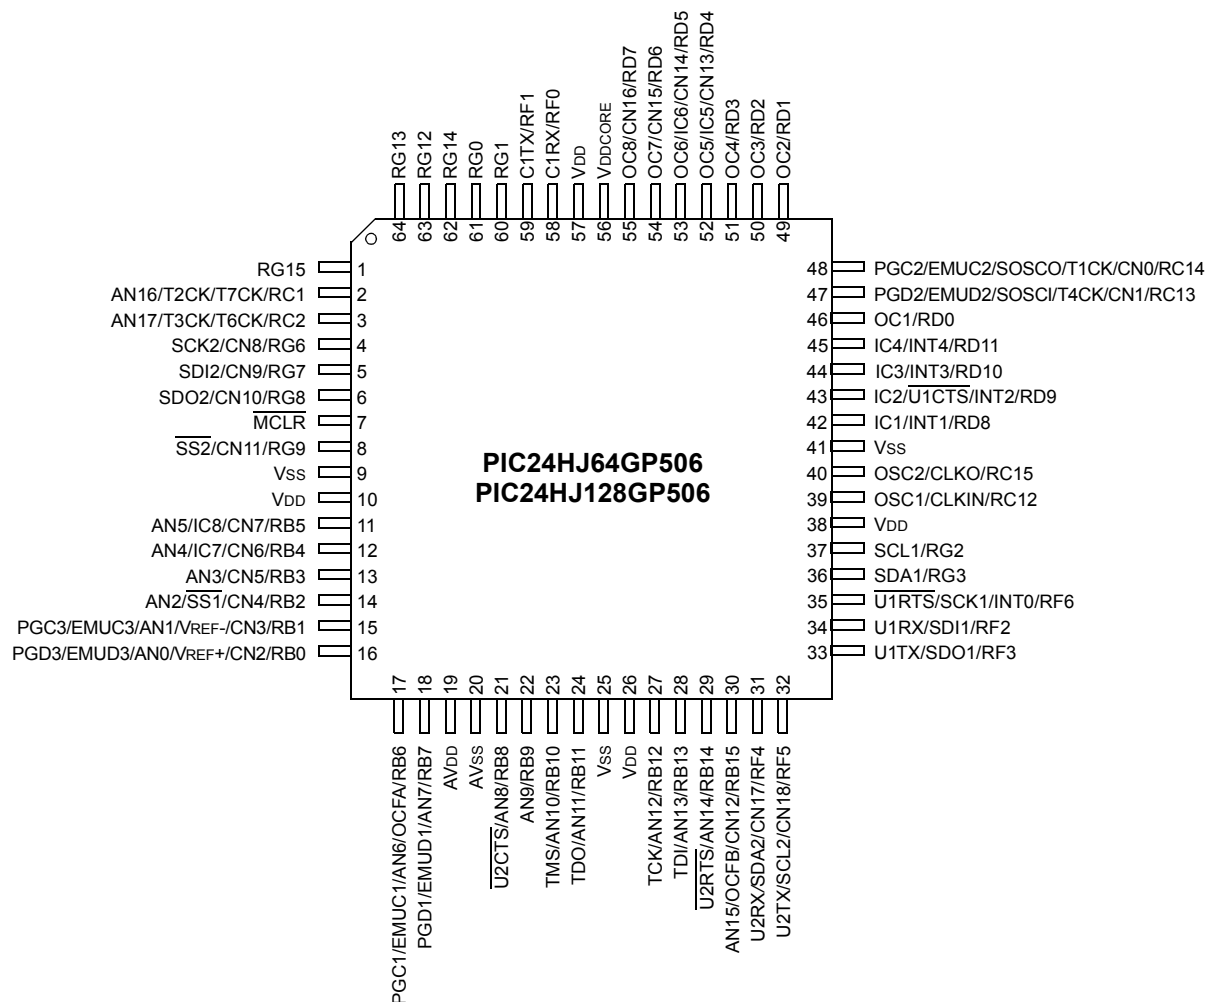 RG13
RG12
RG14
RG0
RG1
C1TX/RF1
C1RX/RF0
VDD
VDDCORE
OC8/CN16/RD7
OC7/CN15/RD6
OC6/IC6/CN14/RD5
OC5/IC5/CN13/RD4
OC4/RD3
OC3/RD2
OC2/RD1
64
63
62
61
60
59
58
57
56
55
54
53
52
51
50
49
RG15 1
AN16/T2CK/T7CK/RC1 2
AN17/T3CK/T6CK/RC2 3
SCK2/CN8/RG6 4
SDI2/CN9/RG7 5
SDO2/CN10/RG8 6
MCLR 7
SS2/CN11/RG9 8
VSS 9
VDD 10
AN5/IC8/CN7/RB5 11
AN4/IC7/CN6/RB4 12
AN3/CN5/RB3 13
AN2/SS1/CN4/RB2 14
PGC3/EMUC3/AN1/VREF-/CN3/RB1 15
PGD3/EMUD3/AN0/VREF+/CN2/RB0 16
PIC24HJ64GP506
PIC24HJ128GP506
48 PGC2/EMUC2/SOSCO/T1CK/CN0/RC14
47 PGD2/EMUD2/SOSCI/T4CK/CN1/RC13
46 OC1/RD0
45 IC4/INT4/RD11
44 IC3/INT3/RD10
43 IC2/U1CTS/INT2/RD9
42 IC1/INT1/RD8
41 VSS
40 OSC2/CLKO/RC15
39 OSC1/CLKIN/RC12
38 VDD
37 SCL1/RG2
36 SDA1/RG3
35 U1RTS/SCK1/INT0/RF6
34 U1RX/SDI1/RF2
33 U1TX/SDO1/RF3
17
18
19
20
21
22
23
24
25
26
27
28
29
30
31
32
PGC1/EMUC1/AN6/OCFA/RB6
PGD1/EMUD1/AN7/RB7
AVDD
AVSS
U2CTS/AN8/RB8
AN9/RB9
TMS/AN10/RB10
TDO/AN11/RB11
VSS
VDD
TCK/AN12/RB12
TDI/AN13/RB13
U2RTS/AN14/RB14
AN15/OCFB/CN12/RB15
U2RX/SDA2/CN17/RF4
U2TX/SCL2/CN18/RF5